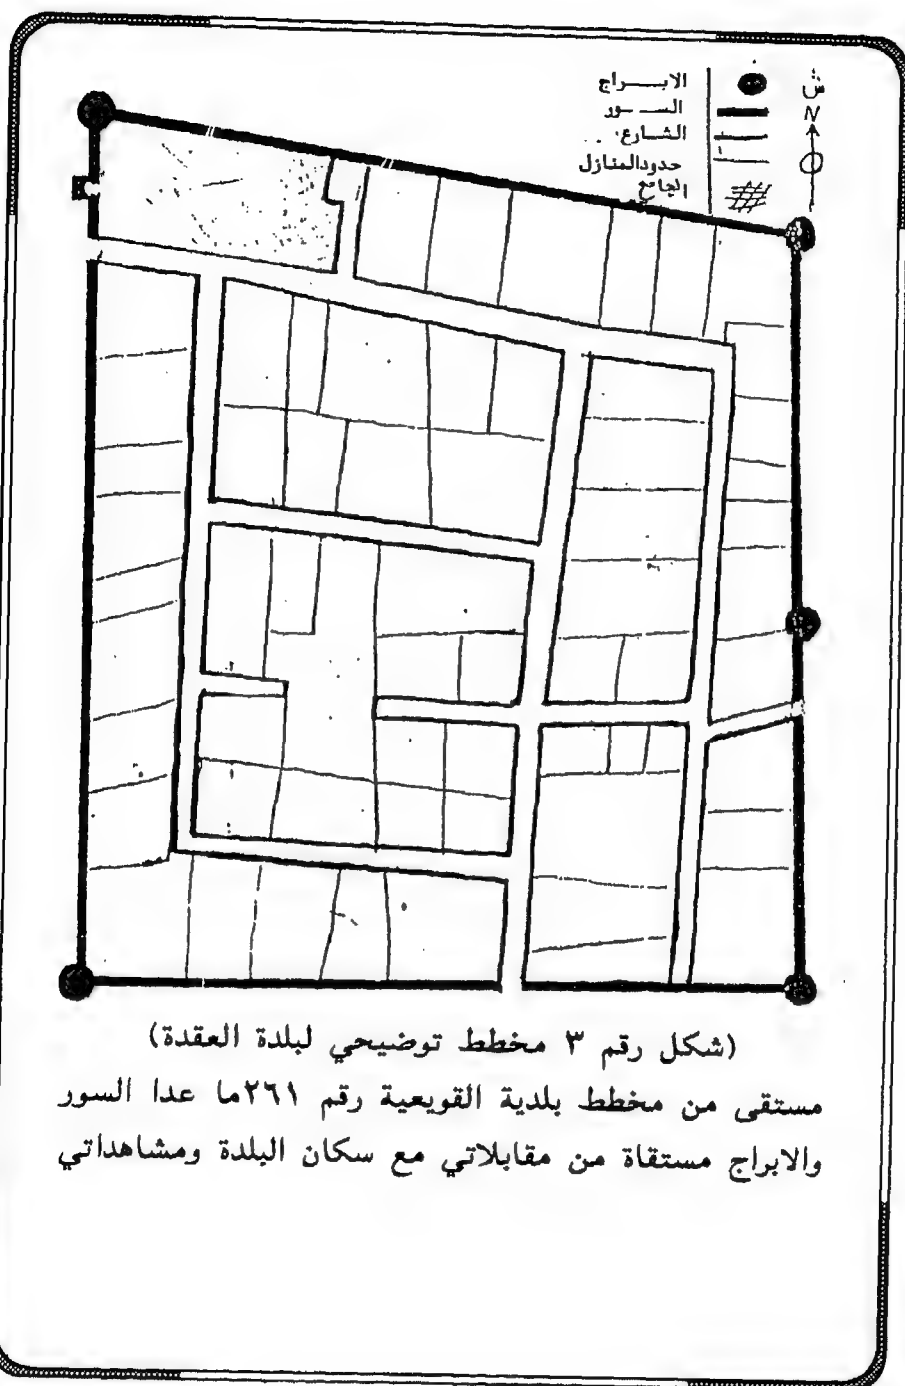 الابـــراج
الســـور
الشارع
حدودالمنازل
الجامع
ش
N
(شكل رقم ٣ مخطط توضيحي لبلدة العقدة)
مستقى من مخطط بلدية القويعية رقم ٢٦١ما عدا السور
والابراج مستقاة من مقابلاتي مع سكان البلدة ومشاهداتي